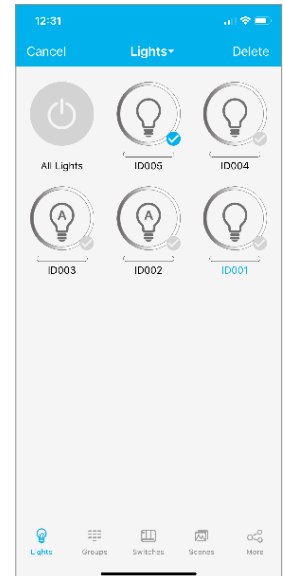 12:31
Cancel Lights Delete
All Lights ID005 ID004
A A
ID003 ID002 ID001
Lights Groups Switches Scenes More